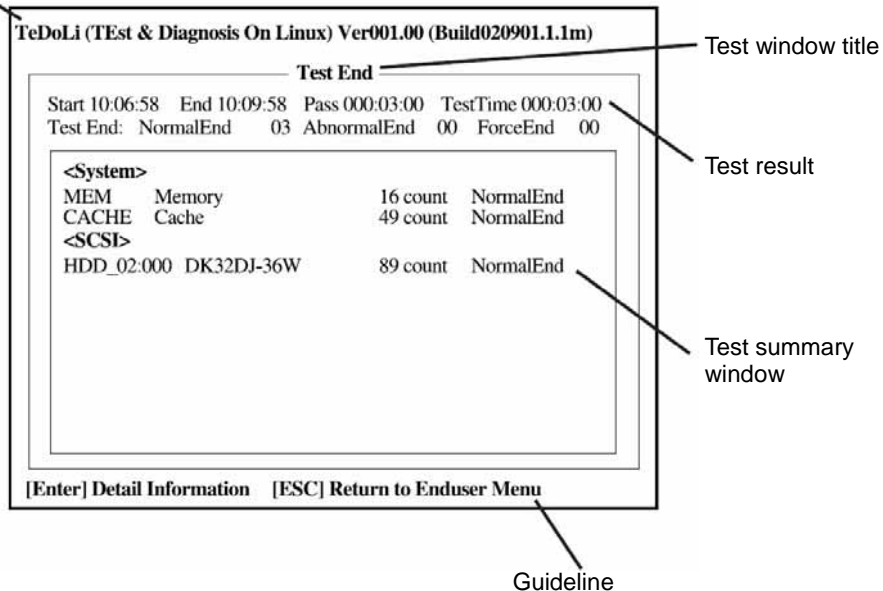 TeDoLi (TEst & Diagnosis On Linux) Ver001.00 (Build020901.1.1m)
Test window title
Test End
Start 10:06:58 End 10:09:58 Pass 000:03:00 TestTime 000:03:00
Test End: NormalEnd 03 AbnormalEnd 00 ForceEnd 00
Test result
<System>
MEM Memory 16 count NormalEnd
CACHE Cache 49 count NormalEnd
<SCSI>
HDD_02:000 DK32DJ-36W 89 count NormalEnd
Test summary
window
[Enter] Detail Information [ESC] Return to Enduser Menu
Guideline